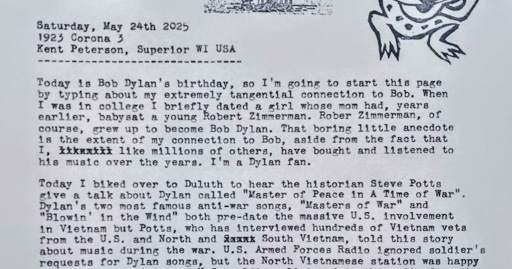 Saturday, May 24th 2025
1923 Corona 3
Kent Peterson, Superior WI USA
-----------------------------------
Today is Bob Dylan's birthday, so I'm going to start this page
by typing about my extremely tangential connection to Bob. When
I was in college I briefly dated a girl whose mom had, years
earlier, babysat a young Robert Zimmerman. Rober Zimmerman, of
course, grew up to become Bob Dylan. That boring little anecdote
is the extent of my connection to Bob, aside from the fact that
I, like millions of others, have bought and listened to
his music over the years. I'm a Dylan fan.
Today I biked over to Duluth to hear the historian Steve Potts
give a talk about Dylan called "Master of Peace in A Time of War".
Dylan's two most famous anti-war songs, "Masters of War" and
"Blowin' in the Wind" both pre-date the massive U.S. involvement
in Vietnam but Potts, who has interviewed hundreds of Vietnam vets
from the U.S. and North and South Vietnam, told this story
about music during the war. U.S. Armed Forces Radio ignored soldier's
requests for Dylan songs, but the North Vietnamese station was happy